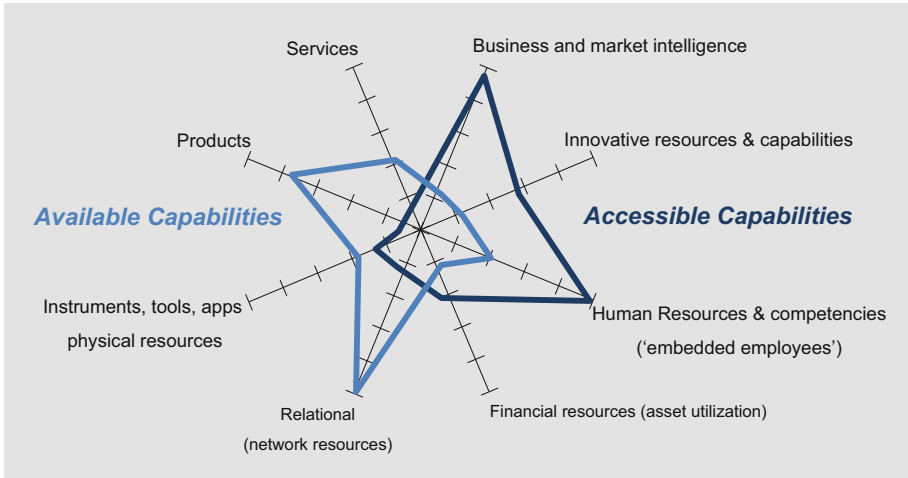 Services
Business and market intelligence
Products
Innovative resources & capabilities
Available Capabilities
Accessible Capabilities
Instruments, tools, apps
physical resources
Human Resources & competencies
(‘embedded employees’)
Relational
(network resources)
Financial resources (asset utilization)